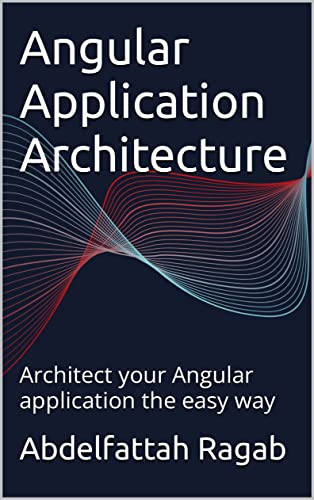 Angular
Application
Architecture
Architect your Angular
application the easy way
Abdelfattah Ragab